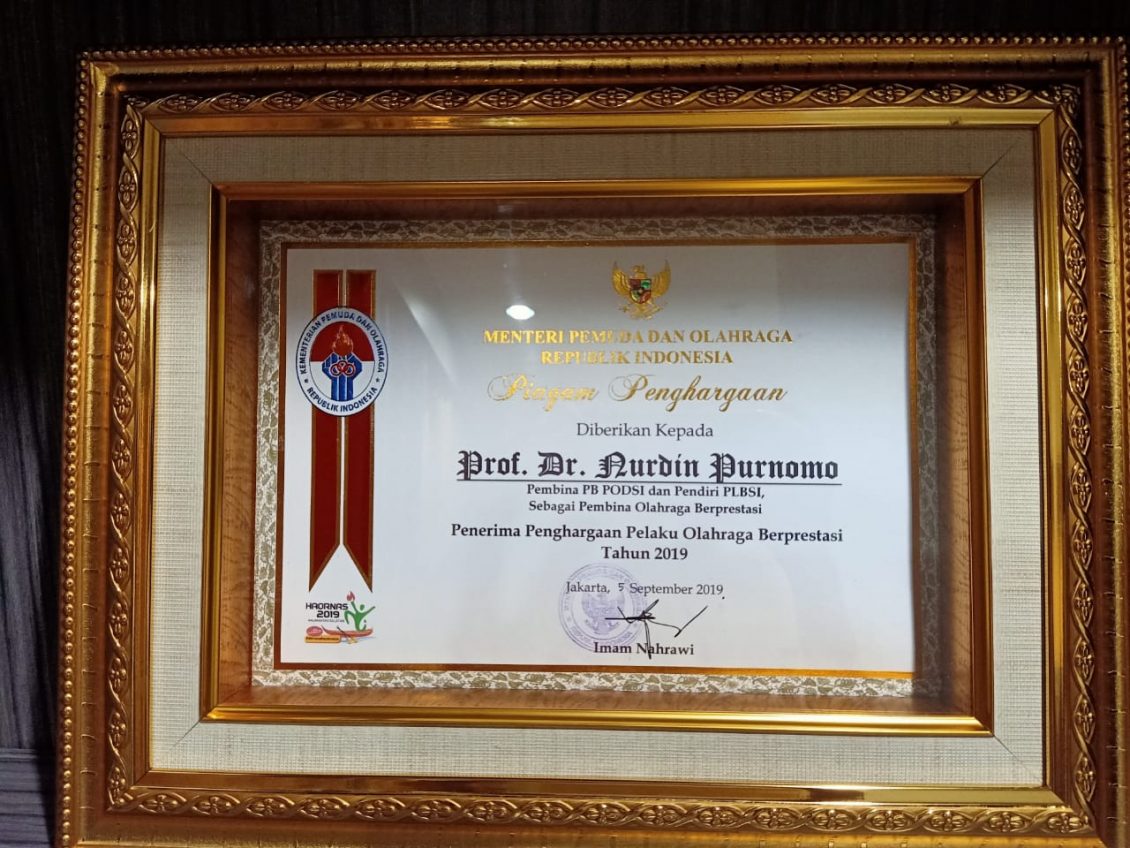 KEMENTERIAN PEMUDA DAN OLAHRAGA
REPUBLIK INDONESIA
MENTERI PEMUDA DAN OLAHRAGA
REPUBLIK INDONESIA
Piagam Penghargaan
Diberikan Kepada
Prof. Dr. Nurdin Purnomo
Pembina PB PODSI dan Pendiri PLBSI,
Sebagai Pembina Olahraga Berprestasi
Penerima Penghargaan Pelaku Olahraga Berprestasi
Tahun 2019
Jakarta, 5 September 2019
Imam Nahrawi
HAORNAS
2019
KALIMANTAN SELATAN